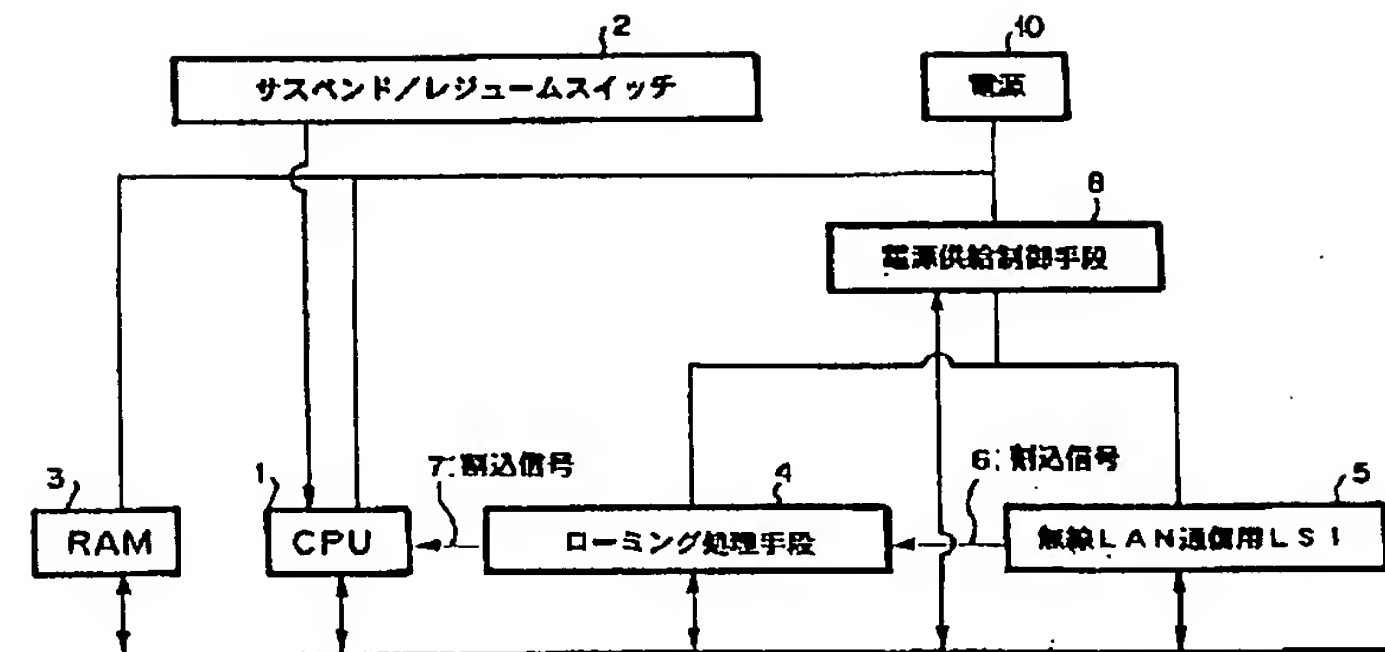 2
サスペンド/レジュームスイッチ
10
電源
8
電源供給制御手段
3
RAM
1
CPU
7:割込信号
4
ローミング処理手段
6:割込信号
5
無線LAN通信用LSI